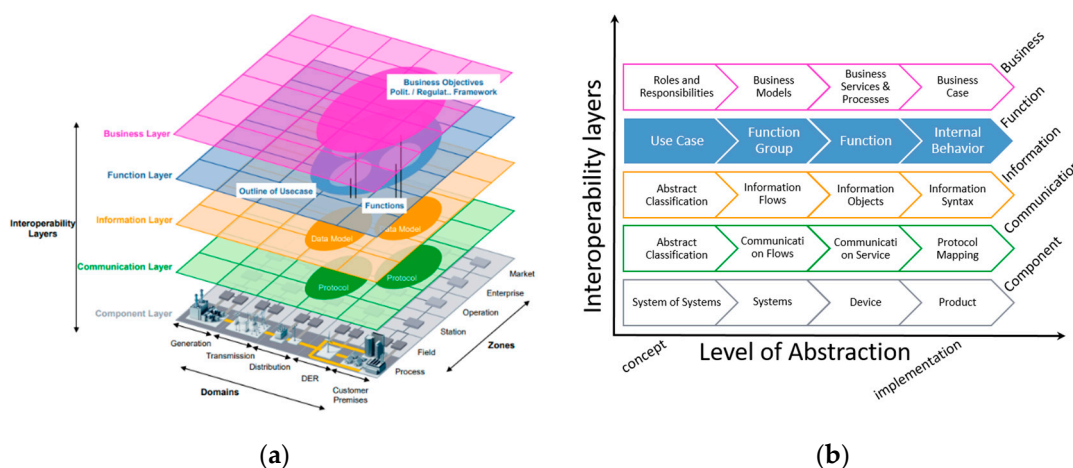 Business Objectives
Polit. / Regulat.. Framework
Business Layer
Function Layer
Outline of Usecase
Functions
Interoperability
Layers
Information Layer
Data Model
Data Model
Communication Layer
Protocol
Protocol
Component Layer
Market
Enterprise
Operation
Station
Field
Process
Zones
Generation
Transmission
Distribution
DER
Customer
Premises
Domains
(a)
Interoperability layers
Roles and
Responsibilities
Business
Models
Business
Services &
Processes
Business
Case
Business
Use Case
Function
Group
Function
Internal
Behavior
Function
Abstract
Classification
Information
Flows
Information
Objects
Information
Syntax
Information
Abstract
Classification
Communicati
on Flows
Communicati
on Service
Protocol
Mapping
Communication
System of Systems
Systems
Device
Product
Component
concept
Level of Abstraction
implementation
(b)